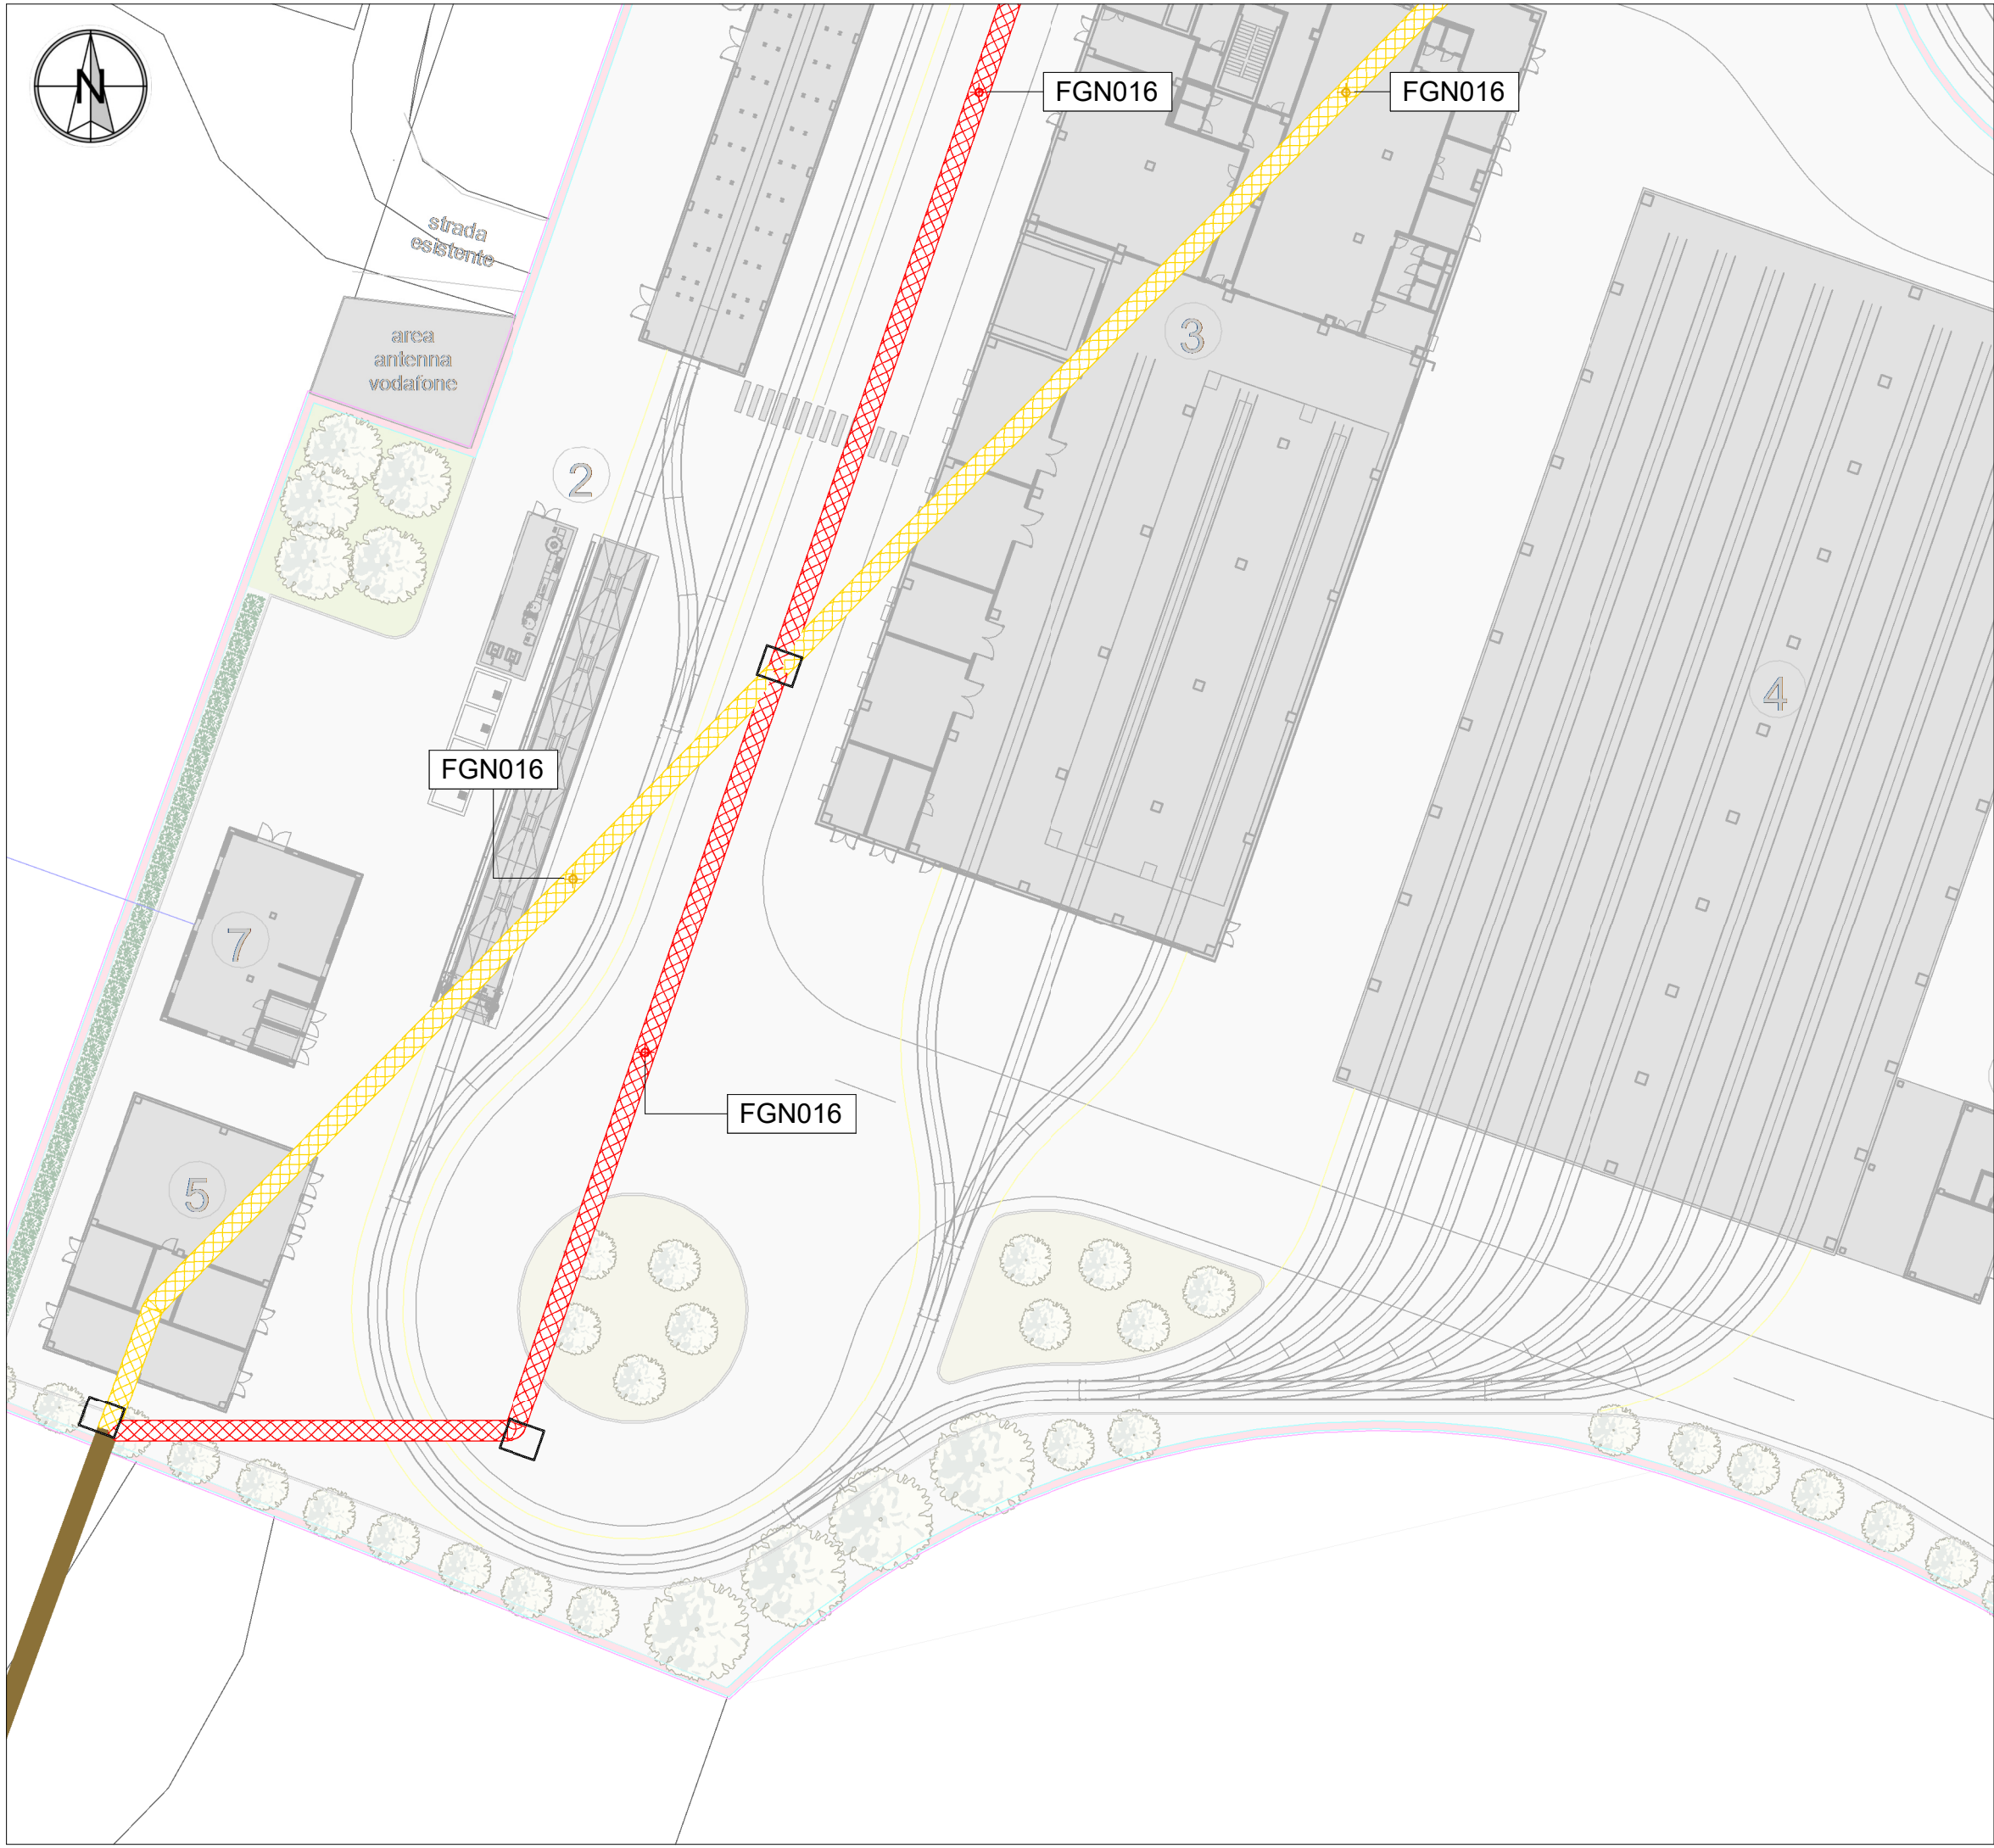 N
FGN016
FGN016
strada
esistente
area
antenna
vodafone
3
2
4
FGN016
7
FGN016
5